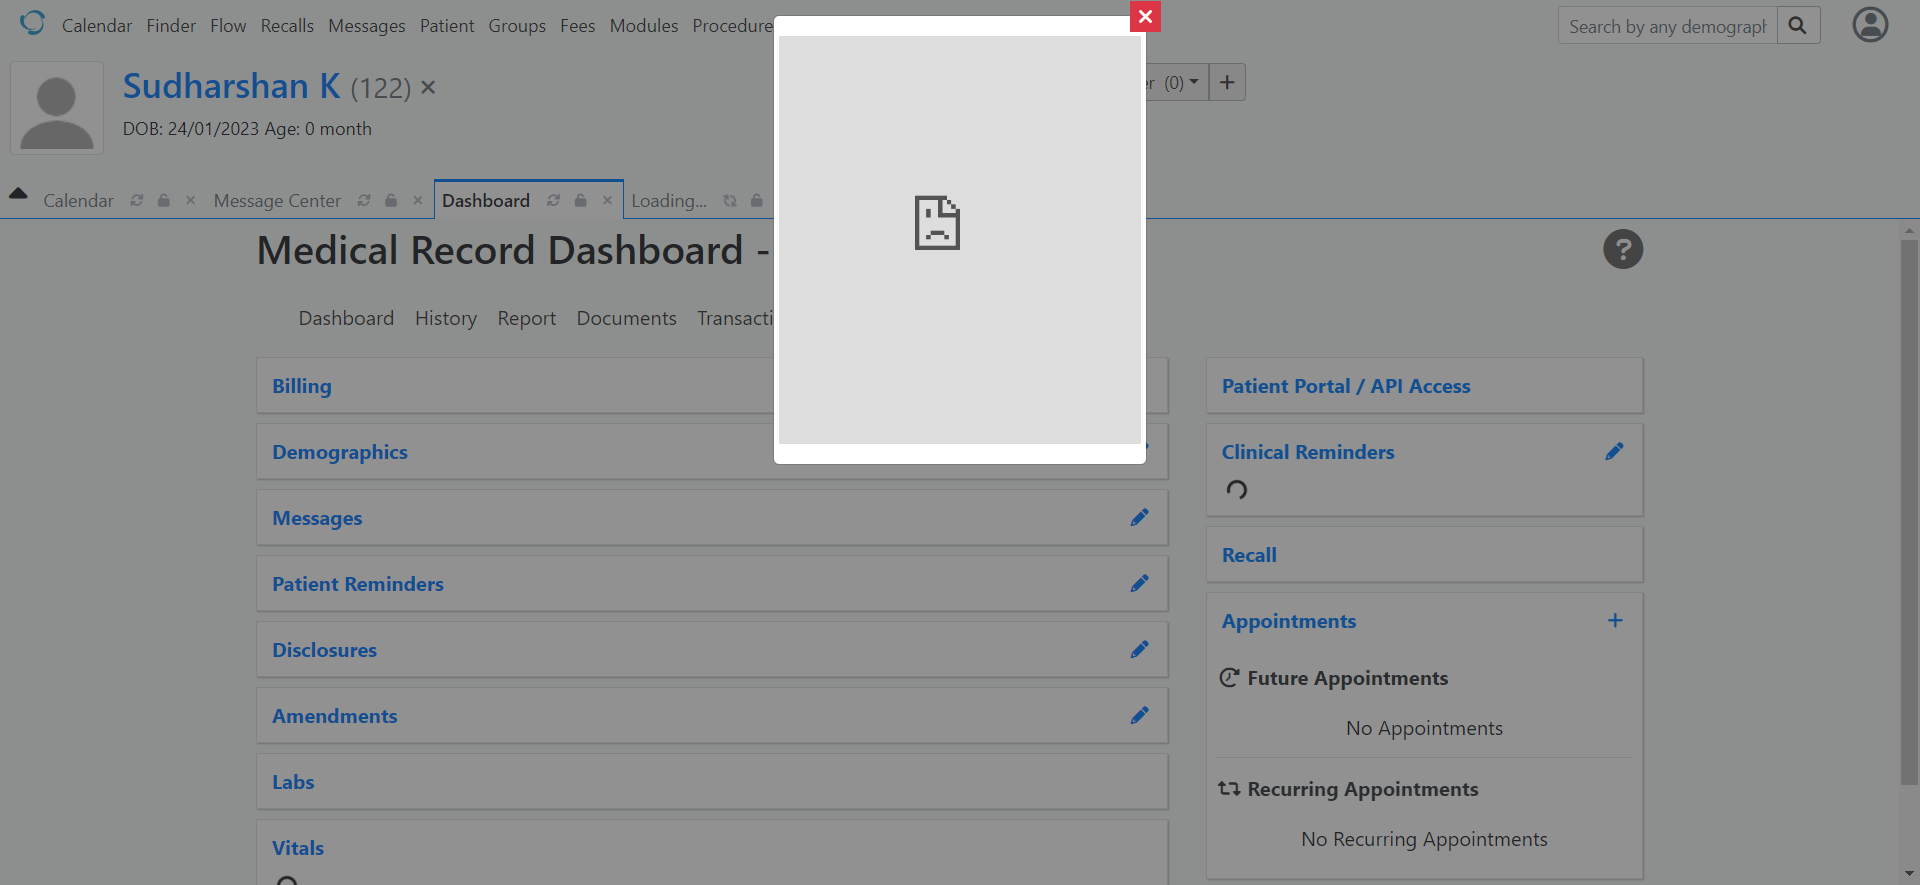 Calendar Finder Flow Recalls Messages Patient Groups Fees Modules Procedure
Search by any demograph
Sudharshan K (122)
(0)
DOB: 24/01/2023 Age: 0 month
Calendar Message Center Dashboard Loading...
Medical Record Dashboard -
?
Dashboard History Report Documents Transacti
Billing
Patient Portal / API Access
Demographics
Clinical Reminders
Messages
Recall
Patient Reminders
Appointments
Disclosures
Future Appointments
Amendments
No Appointments
Labs
Recurring Appointments
No Recurring Appointments
Vitals